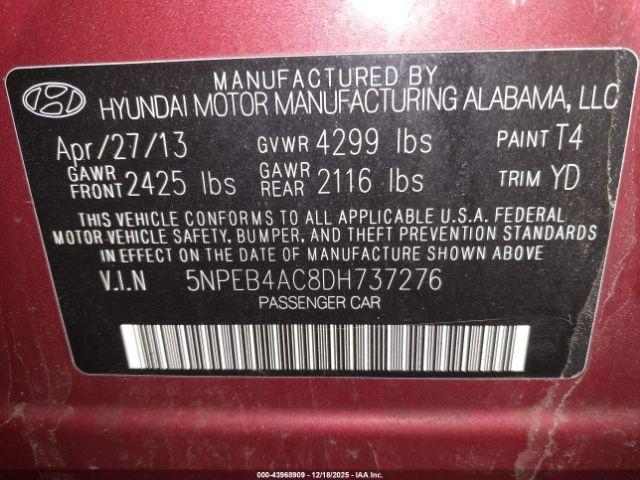 MANUFACTURED BY
HYUNDAI MOTOR MANUFACTURING ALABAMA, LLC
Apr/27/13 GVWR 4299 lbs PAINT T4
GAWR FRONT 2425 lbs GAWR REAR 2116 lbs TRIM YD
THIS VEHICLE CONFORMS TO ALL APPLICABLE U.S.A. FEDERAL
MOTOR VEHICLE SAFETY, BUMPER, AND THEFT PREVENTION STANDARDS
IN EFFECT ON THE DATE OF MANUFACTURE SHOWN ABOVE
V.I.N 5NPEB4AC8DH737276
PASSENGER CAR
000-43968909 - 12/18/2025 - IAA Inc.